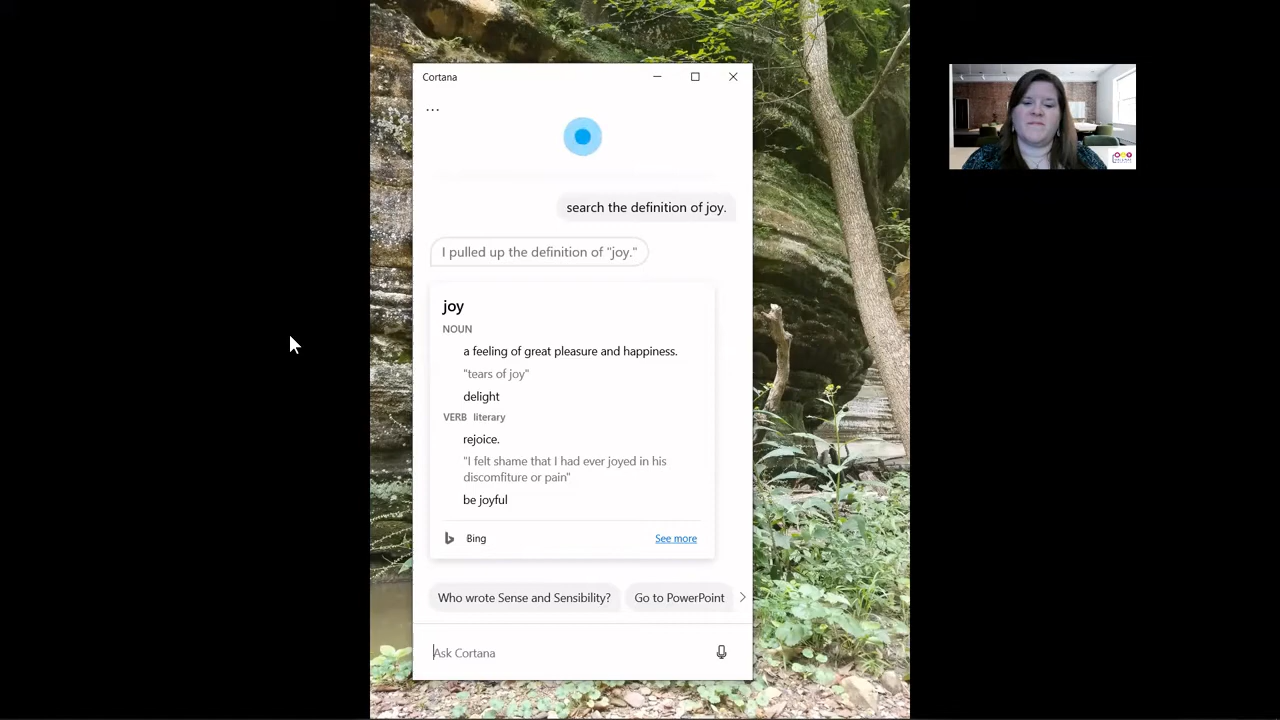 Cortana
...
search the definition of joy.
I pulled up the definition of "joy."
joy
NOUN
a feeling of great pleasure and happiness.
"tears of joy"
delight
VERB literary
rejoice.
"I felt shame that I had ever joyed in his
discomfiture or pain"
be joyful
Bing See more
Who wrote Sense and Sensibility? Go to PowerPoint
Ask Cortana